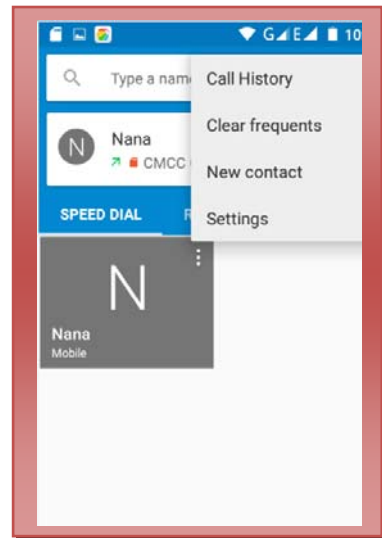 G E 10
Type a nam
Call History
Clear frequents
New contact
Settings
N
Nana
CMCC
SPEED DIAL R
N
Nana
Mobile